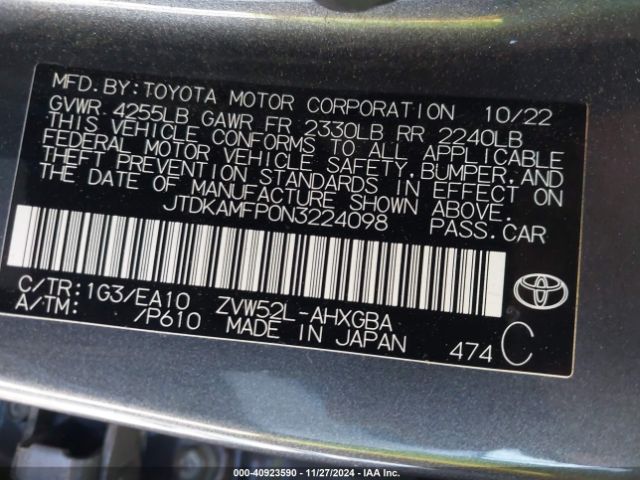 MFD.BY:TOYOTA MOTOR CORPORATION 10/22
GVWR 4255LB GAWR FR 2330LB RR 2240LB
THIS VEHICLE CONFORMS TO ALL APPLICABLE
FEDERAL MOTOR VEHICLE SAFETY,BUMPER,AND
THEFT PREVENTION STANDARDS IN EFFECT ON
THE DATE OF MANUFACTURE SHOWN ABOVE.
JTDKAMFP0N3224098 PASS.CAR
C/TR: 1G3/EA10 ZVW52L-AHXGBA
A/TM: /P610 MADE IN JAPAN
474 C
000-40923590 - 11/27/2024 - IAA Inc.